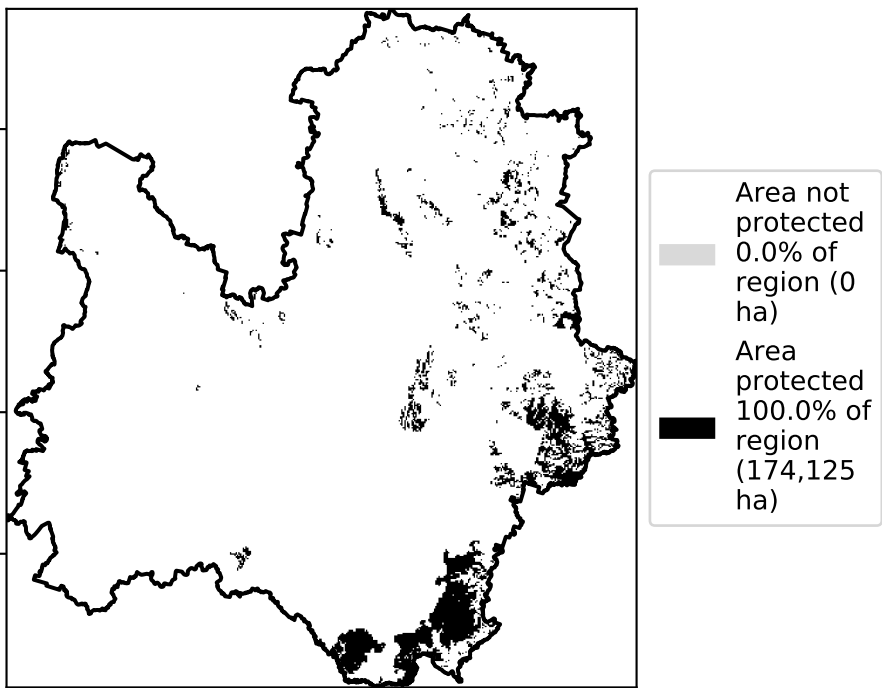 Area not
protected
0.0% of
region (0
ha)
Area
protected
100.0% of
region
(174,125
ha)